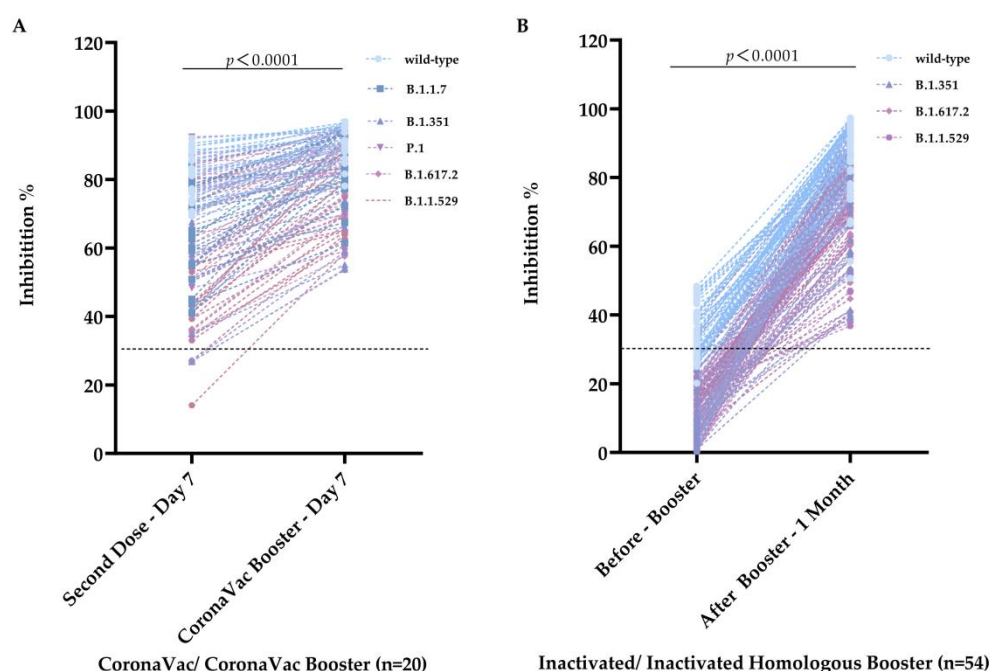 A
120
100
80
60
40
20
0
Inhibitition %
p<0.0001
wild-type
B.1.1.7
B.1.351
P.1
B.1.617.2
B.1.1.529
Second Dose - Day 7
CoronaVac Booster - Day 7
CoronaVac/ CoronaVac Booster (n=20)
B
120
100
80
60
40
20
0
Inhibitition %
p<0.0001
wild-type
B.1.351
B.1.617.2
B.1.1.529
Before - Booster
After Booster - 1 Month
Inactivated/ Inactivated Homologous Booster (n=54)